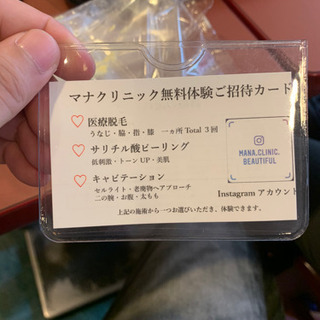 マナクリニック無料体験ご招待カード
♡ 医療脱毛
うなじ・脇・指・膝 一ヵ所Total 3回
♡ サリチル酸ピーリング
低刺激・トーンUP・美肌
♡ キャビテーション
セルライト・老廃物へアプローチ
二の腕・お腹・太もも
上記の施術から一つお選びいただき、体験できます。
MANA.CLINIC.
BEAUTIFUL
Instagram アカウント